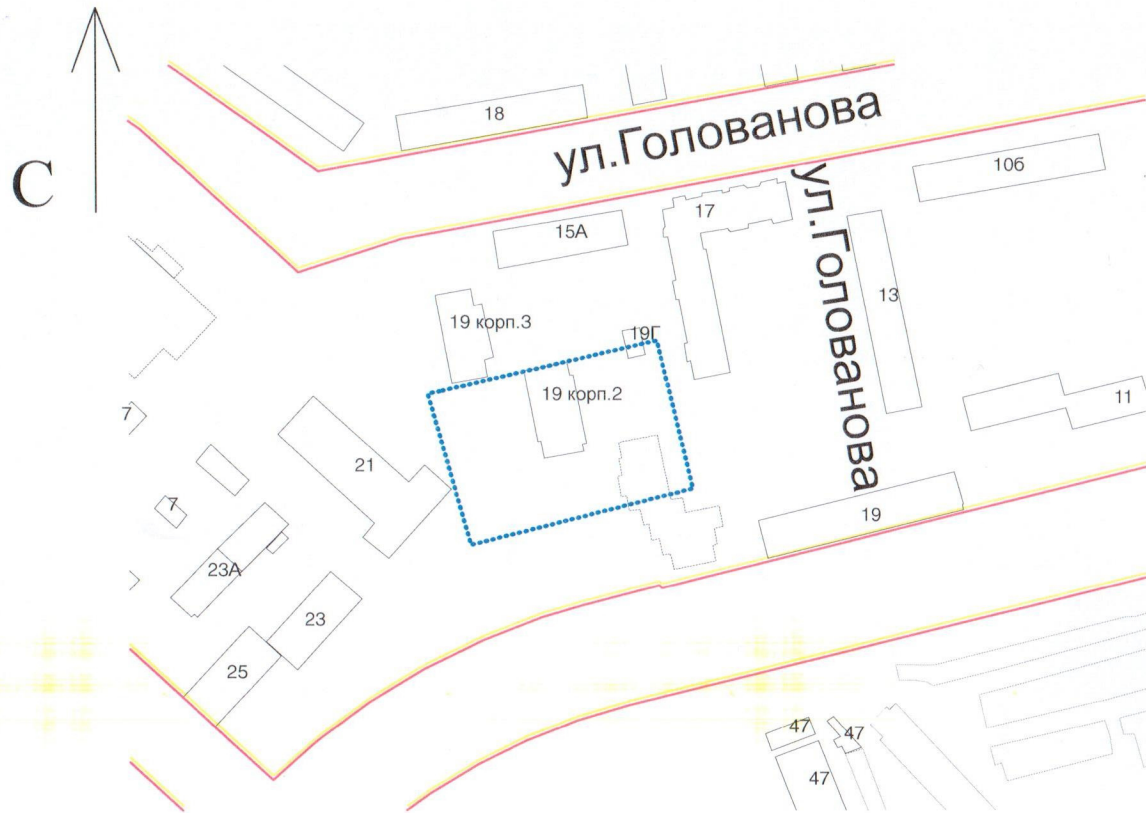 С
18
ул.Голованова
10б
17
ул.Голованова
15А
13
19 корп.3
19Г
19 корп.2
11
7
21
7
19
23А
23
25
47
47
47